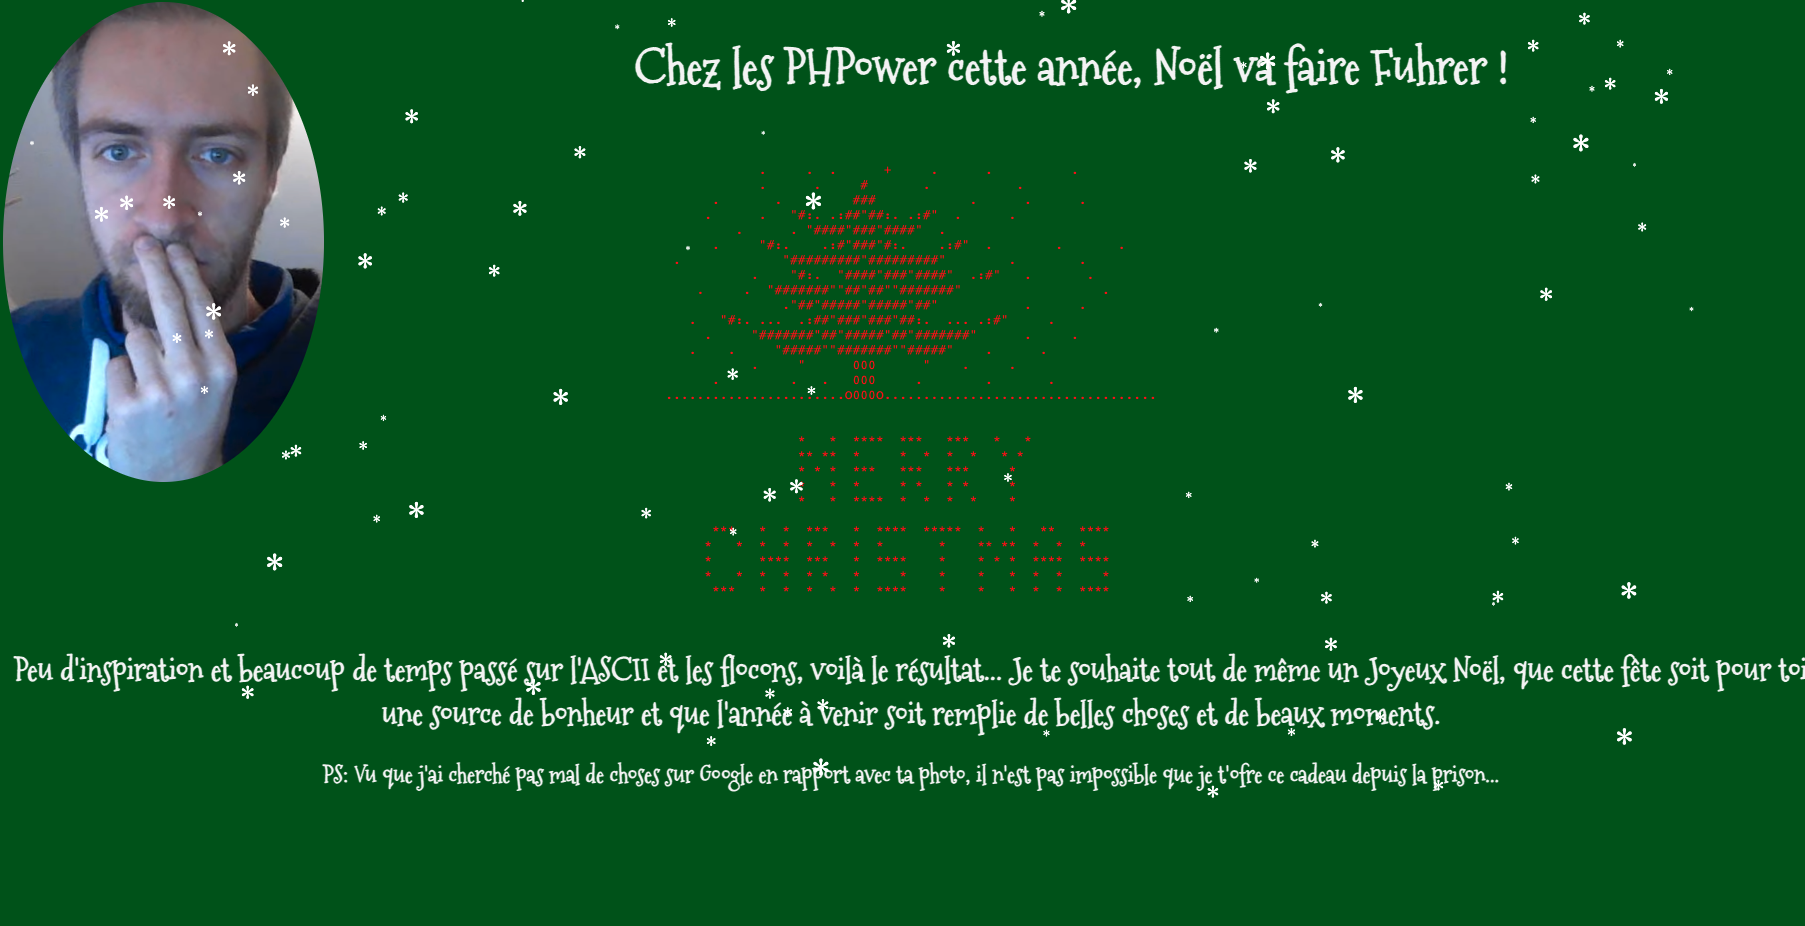 Chez les PHPower cette année, Noël va faire Fuhrer !
MERRY
CHRISTMAS
Peu d'inspiration et beaucoup de temps passé sur l'ASCII et les flocons, voilà le résultat... Je te souhaite tout de même un Joyeux Noël, que cette fête soit pour toi
une source de bonheur et que l'année à venir soit remplie de belles choses et de beaux moments.
PS: Vu que j'ai cherché pas mal de choses sur Google en rapport avec ta photo, il n'est pas impossible que je t'ofre ce cadeau depuis la prison...